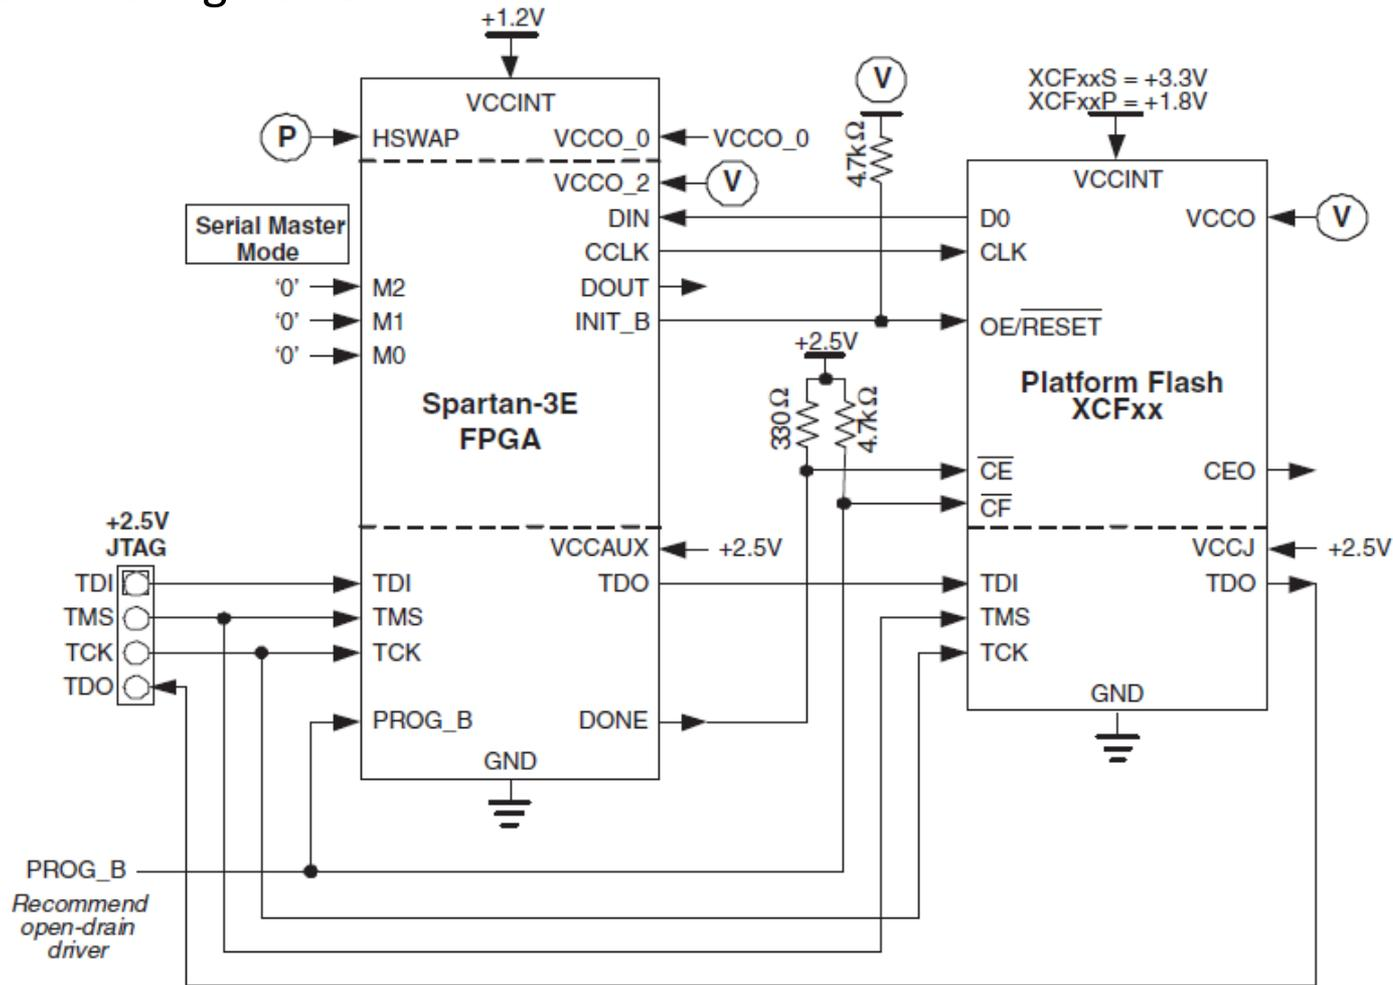 +1.2V
VCCINT
P
HSWAP
VCCO_0
VCCO_0
VCCO_2
V
DIN
CCLK
DOUT
INIT_B
Serial Master
Mode
'0'
M2
'0'
M1
'0'
M0
Spartan-3E
FPGA
V
4.7kΩ
XCFxxS = +3.3V
XCFxxP = +1.8V
VCCINT
D0
VCCO
V
CLK
OE/RESET
+2.5V
330Ω
4.7kΩ
Platform Flash
XCFxx
CE
CEO
CF
+2.5V
JTAG
TDI
TMS
TCK
TDO
VCCAUX
+2.5V
TDI
TDO
TMS
TCK
PROG_B
DONE
GND
VCCJ
+2.5V
TDI
TDO
TMS
TCK
GND
PROG_B
Recommend
open-drain
driver